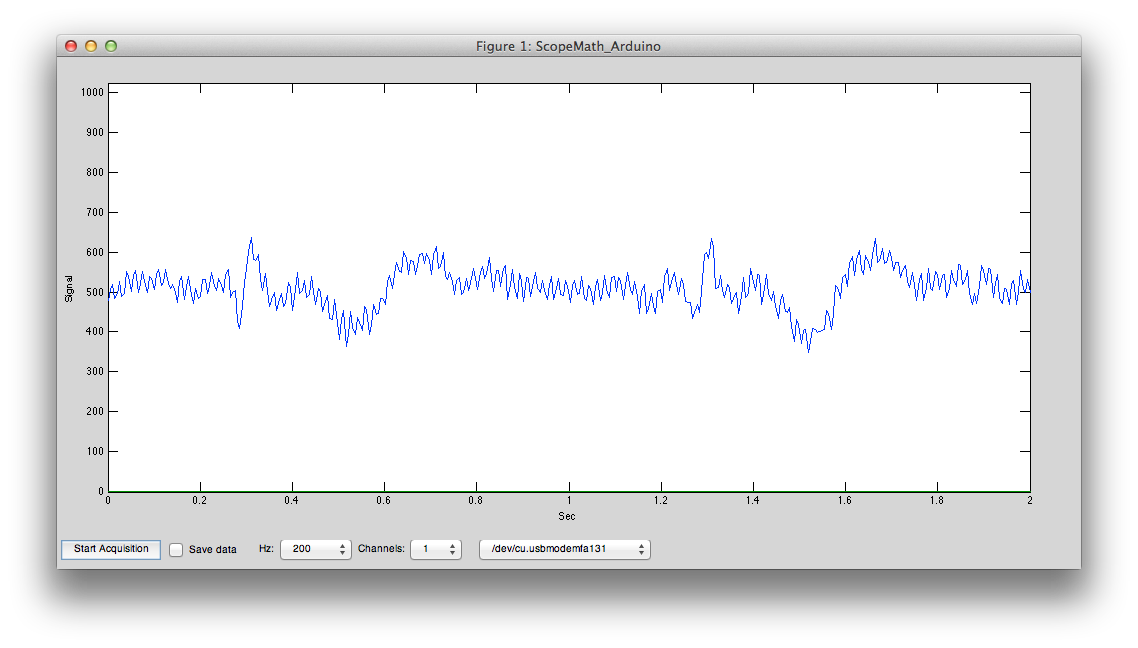 Figure 1: ScopeMath_Arduino
1000
900
800
700
600
500
400
300
200
100
0
Signal
0 0.2 0.4 0.6 0.8 1 1.2 1.4 1.6 1.8 2
Sec
Start Acquisition Save data Hz: 200 Channels: 1 /dev/cu.usbmodemfa131